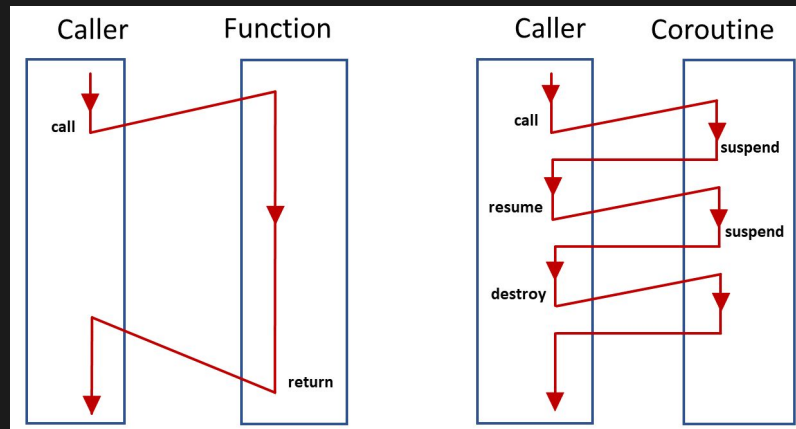 Caller
Function
call
return
Caller
Coroutine
call
suspend
resume
suspend
destroy